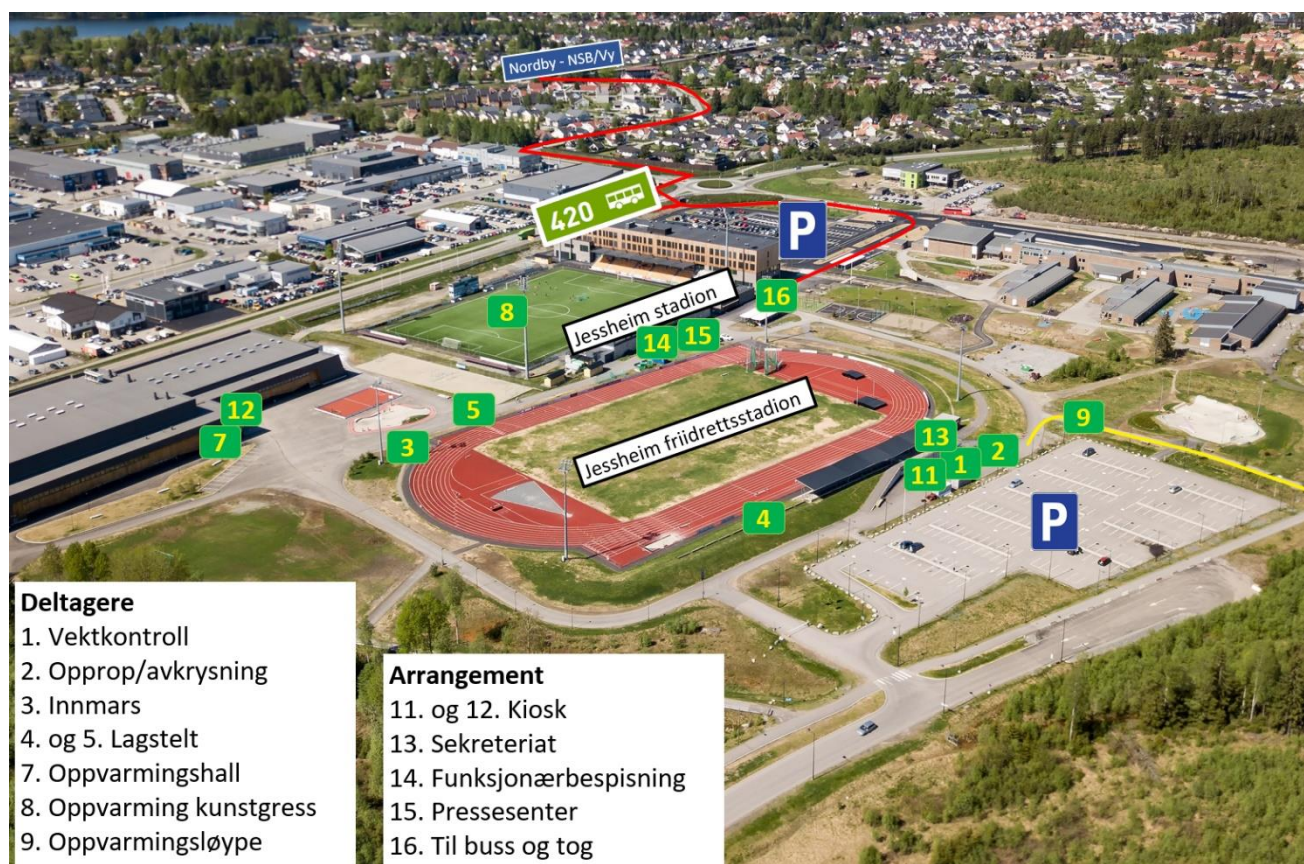 Nordby - NSB/Vy
420
P
16
Jessheim stadion
8
15
14
12
5
7
3
Jessheim friidrettsstadion
9
13
2
1
11
4
P
Deltagere
1. Vektkontroll
2. Opprop/avkrysning
3. Innmars
4. og 5. Lagstelt
7. Oppvarmingshall
8. Oppvarming kunstgress
9. Oppvarmingsløype
Arrangement
11. og 12. Kiosk
13. Sekreteriat
14. Funksjonærbespisning
15. Pressesenter
16. Til buss og tog